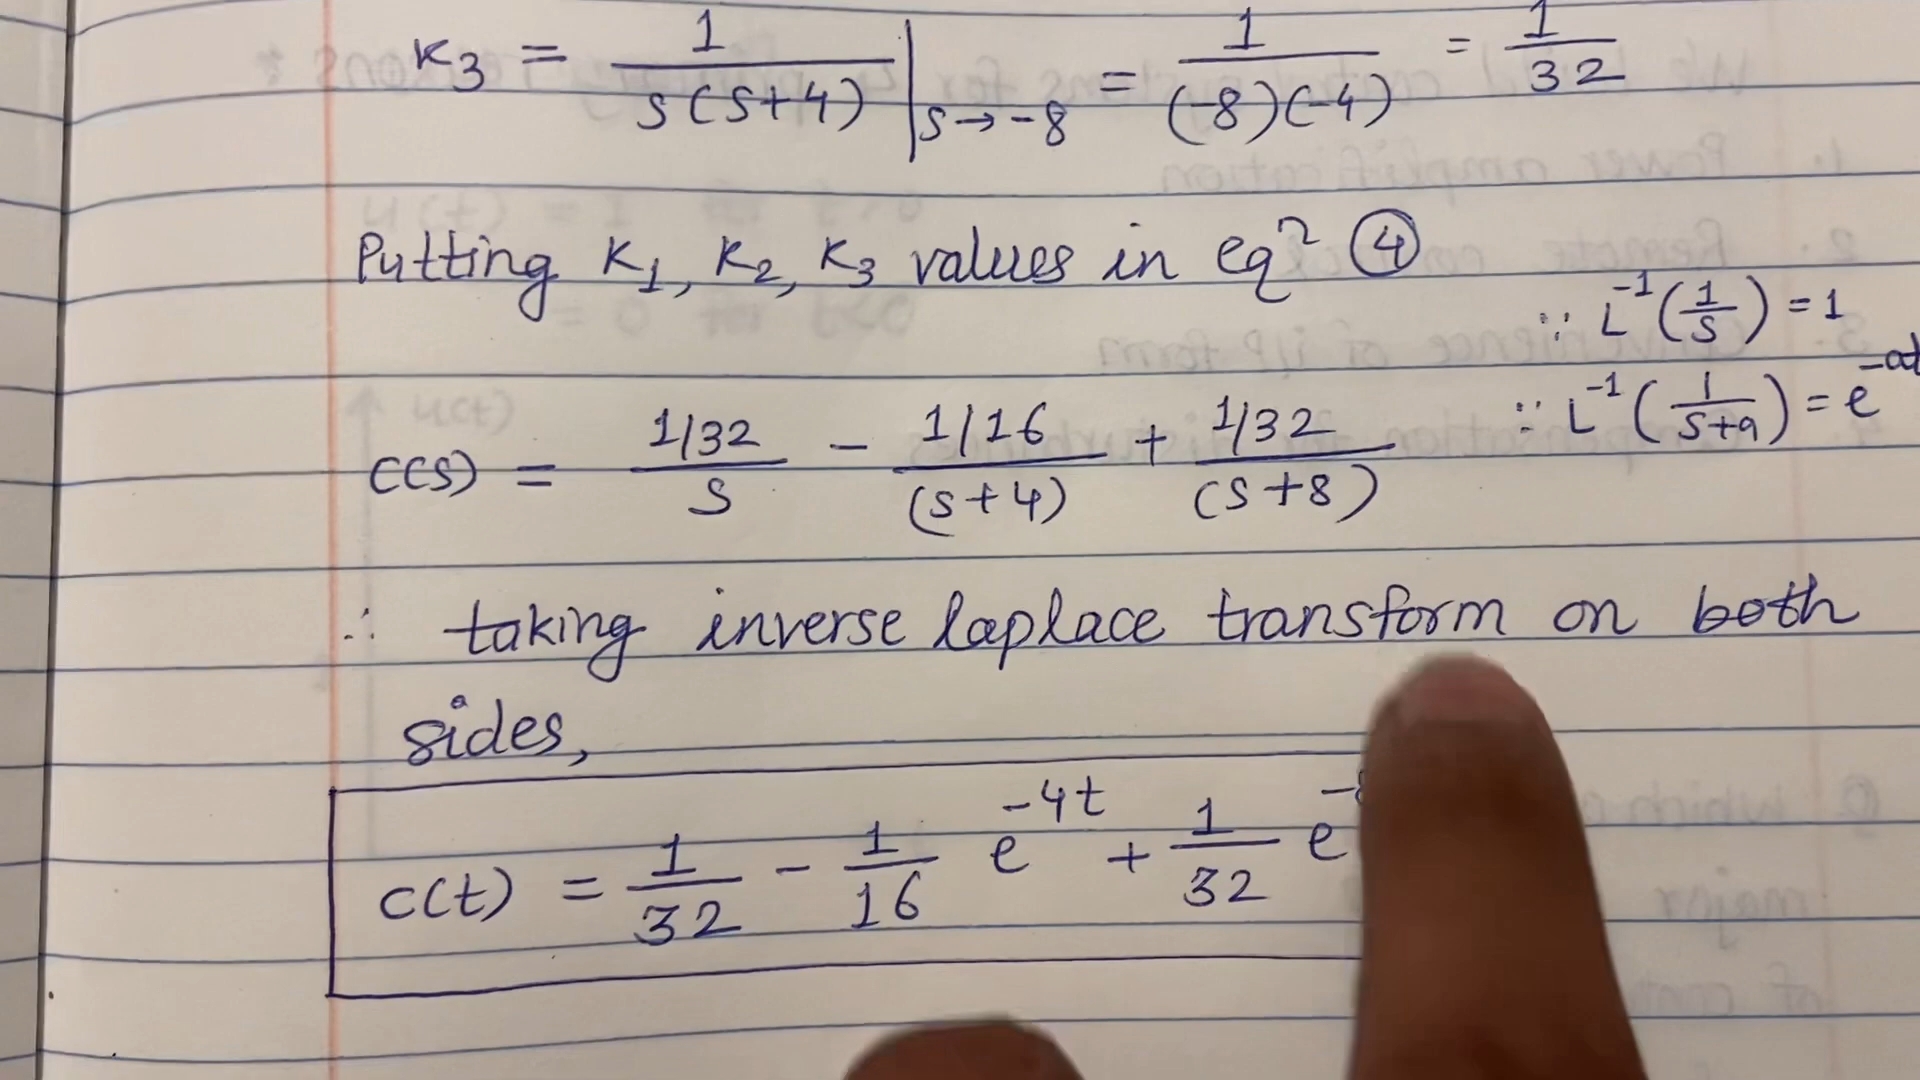 K3 = 1/s(s+4) |s→-8 = 1/(-8)(-4) = 1/32
Putting K1, K2, K3 values in eqn ④
∵ L^-1(1/s) = 1
∵ L^-1(1/s+a) = e^-at
C(s) = 1/32/s - 1/16/(s+4) + 1/32/(s+8)
∴ taking inverse laplace transform on both
sides,
c(t) = 1/32 - 1/16 e^-4t + 1/32 e^-8